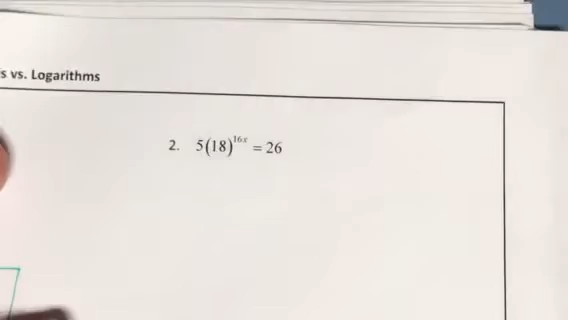 s vs. Logarithms
2. 5(18)^{16x} = 26